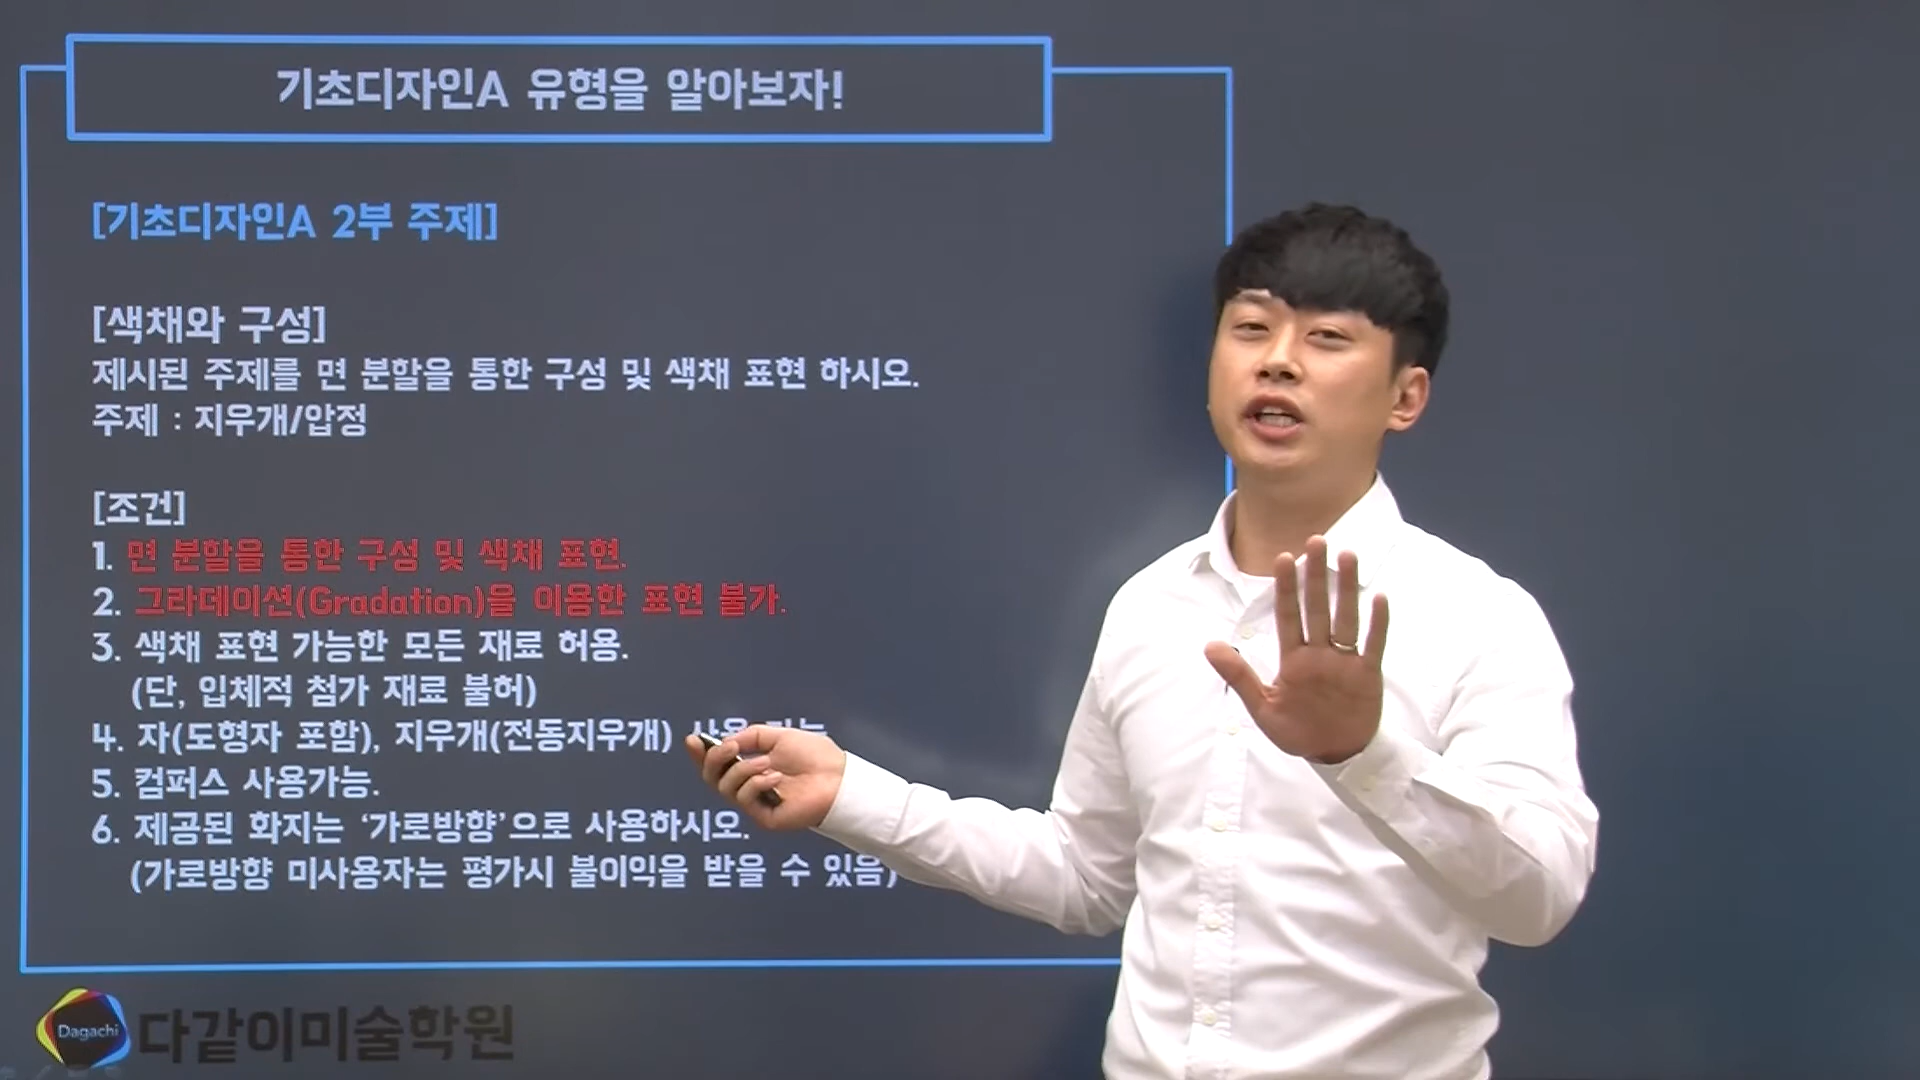 기초디자인A 유형을 알아보자!
[기초디자인A 2부 주제]
[색채와 구성]
제시된 주제를 면 분할을 통한 구성 및 색채 표현 하시오.
주제 : 지우개/압정
[조건]
1. 면 분할을 통한 구성 및 색채 표현.
2. 그라데이션(Gradation)을 이용한 표현 불가.
3. 색채 표현 가능한 모든 재료 허용.
(단, 입체적 첨가 재료 불허)
4. 자(도형자 포함), 지우개(전동지우개) 사용
5. 컴퍼스 사용가능.
6. 제공된 화지는 ‘가로방향’으로 사용하시오.
(가로방향 미사용자는 평가시 불이익을 받을 수 있음)
Dagachi 다같이미술학원